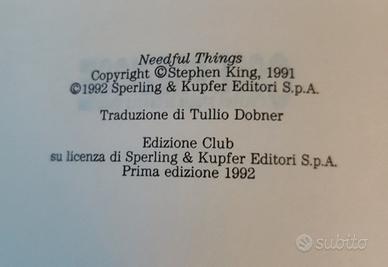 Needful Things
Copyright ©Stephen King, 1991
©1992 Sperling & Kupfer Editori S.p.A.
Traduzione di Tullio Dobner
Edizione Club
su licenza di Sperling & Kupfer Editori S.p.A.
Prima edizione 1992
subito